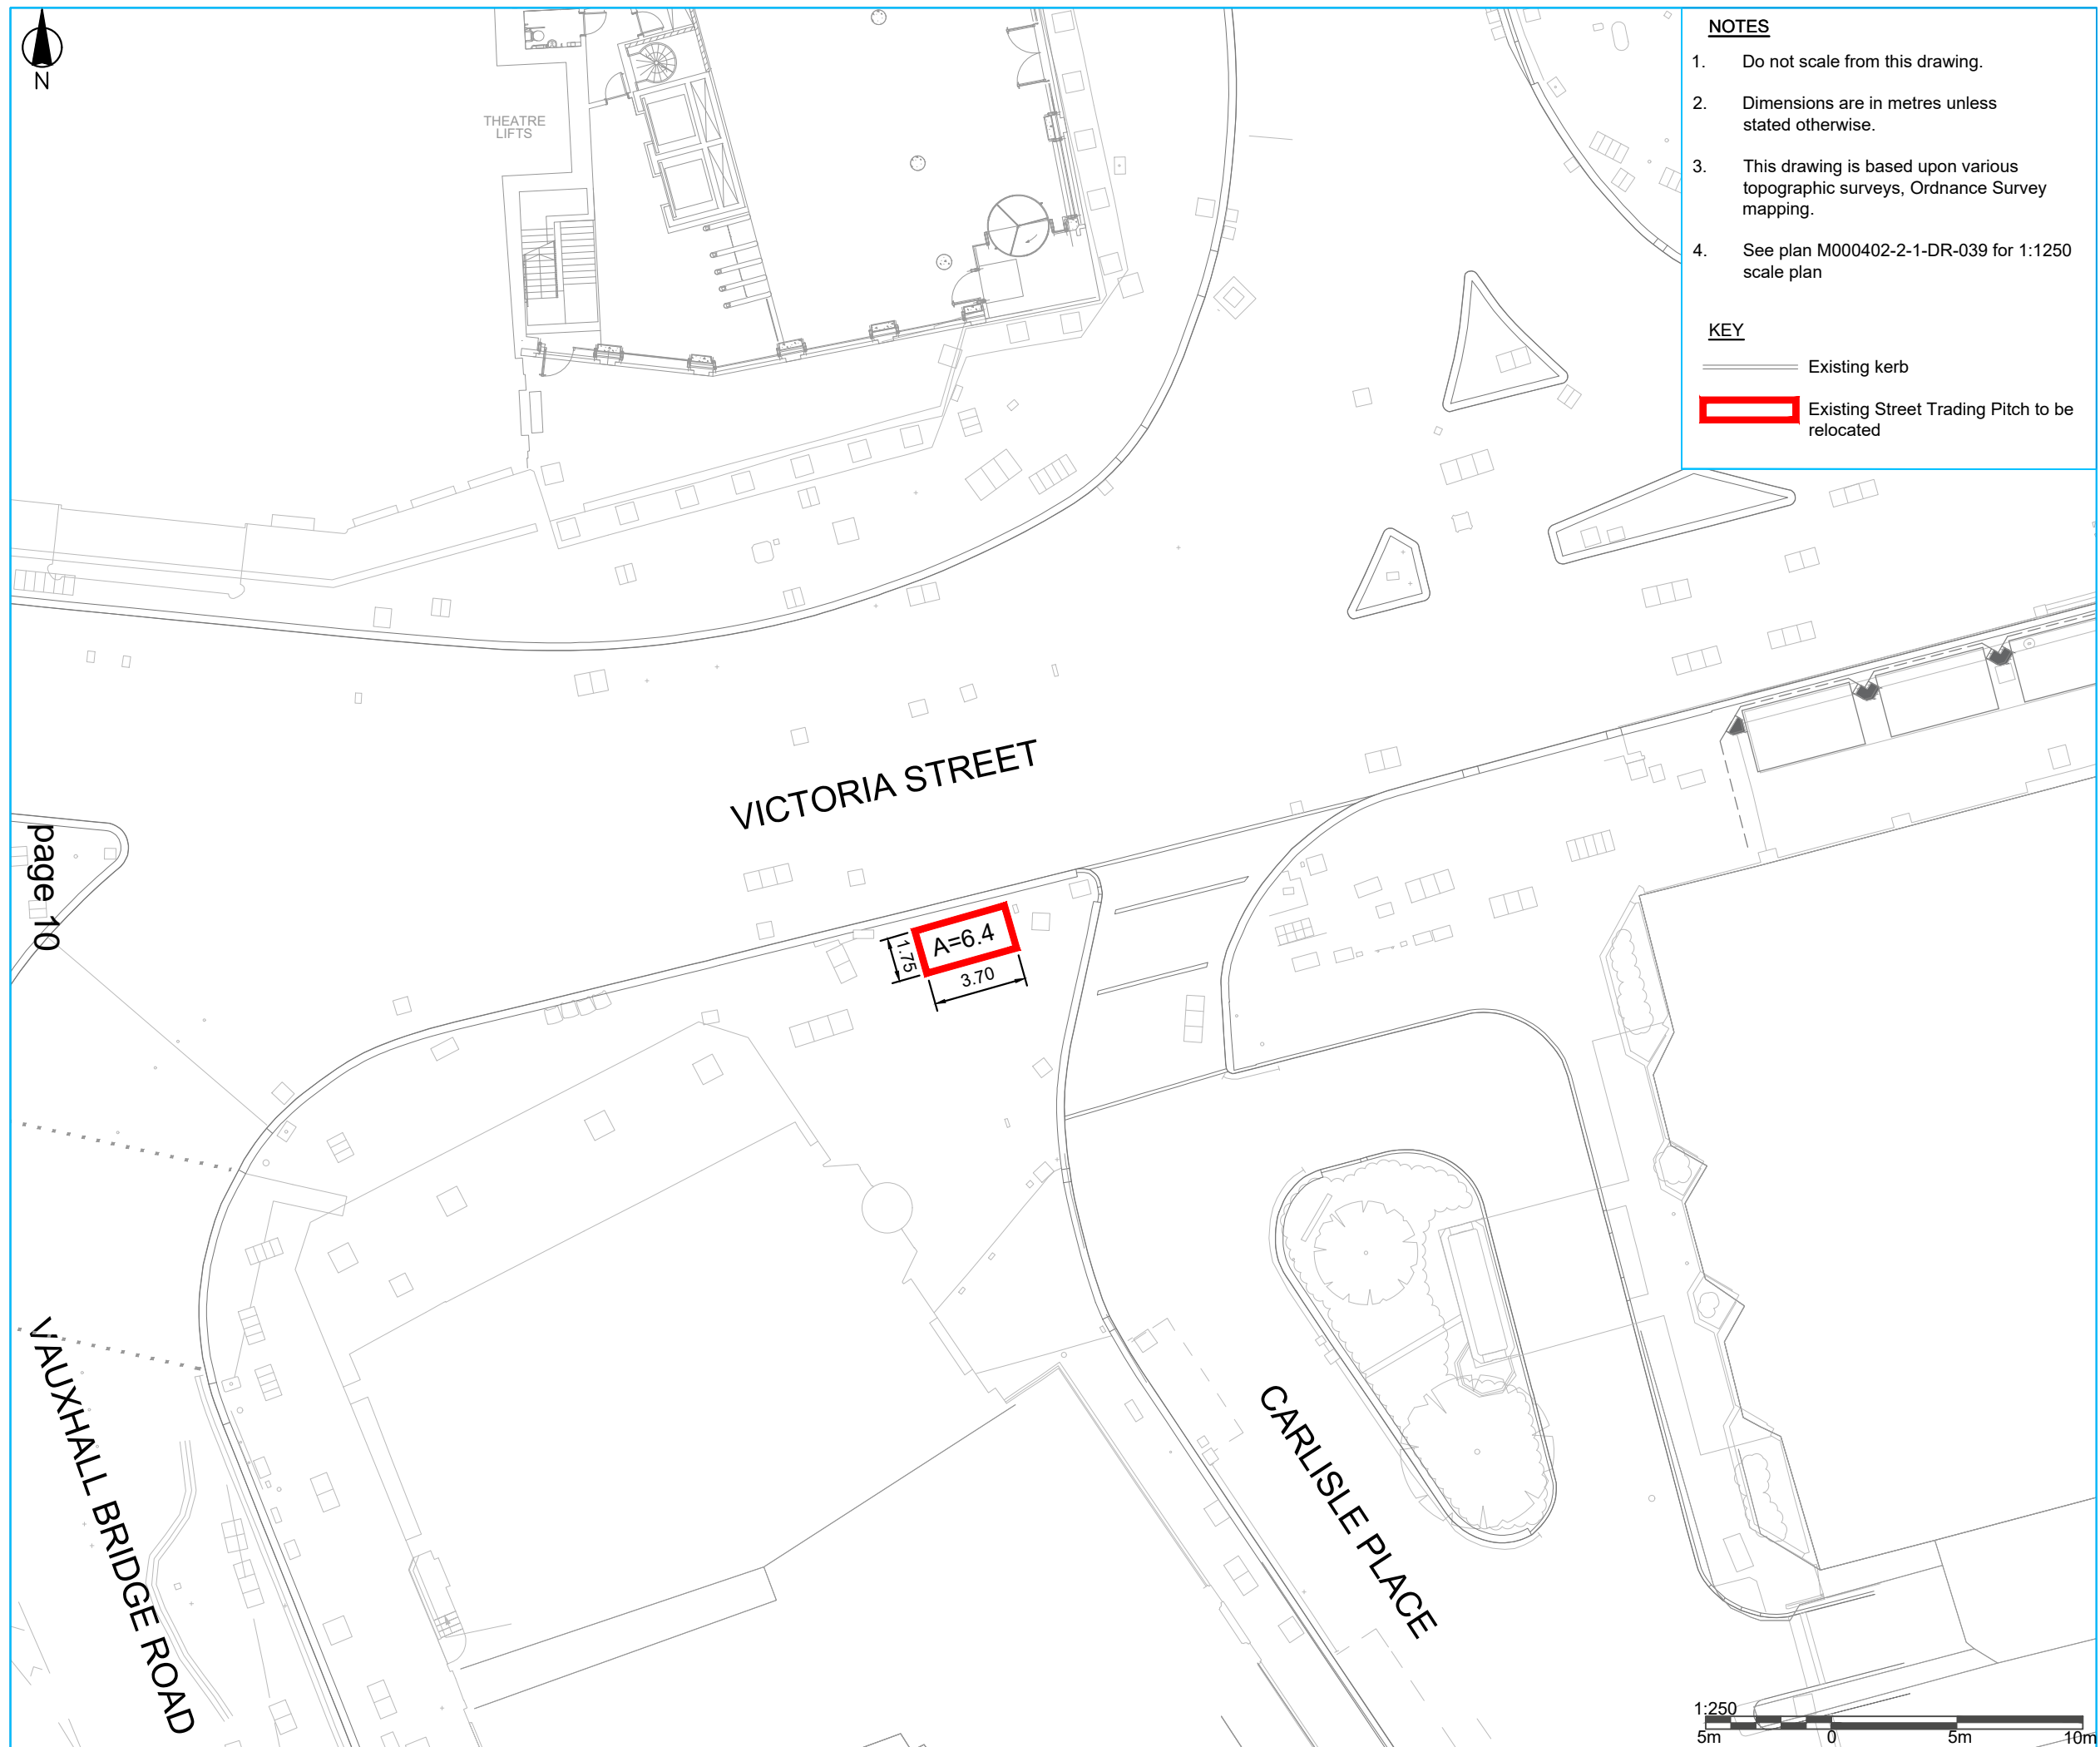 N
THEATRE
LIFTS
NOTES
1. Do not scale from this drawing.
2. Dimensions are in metres unless
stated otherwise.
3. This drawing is based upon various
topographic surveys, Ordnance Survey
mapping.
4. See plan M000402-2-1-DR-039 for 1:1250
scale plan
KEY
Existing kerb
Existing Street Trading Pitch to be
relocated
VICTORIA STREET
page 10
A=6.4
1.75
3.70
VAUXHALL BRIDGE ROAD
CARLISLE PLACE
1:250
5m 0 5m 10m